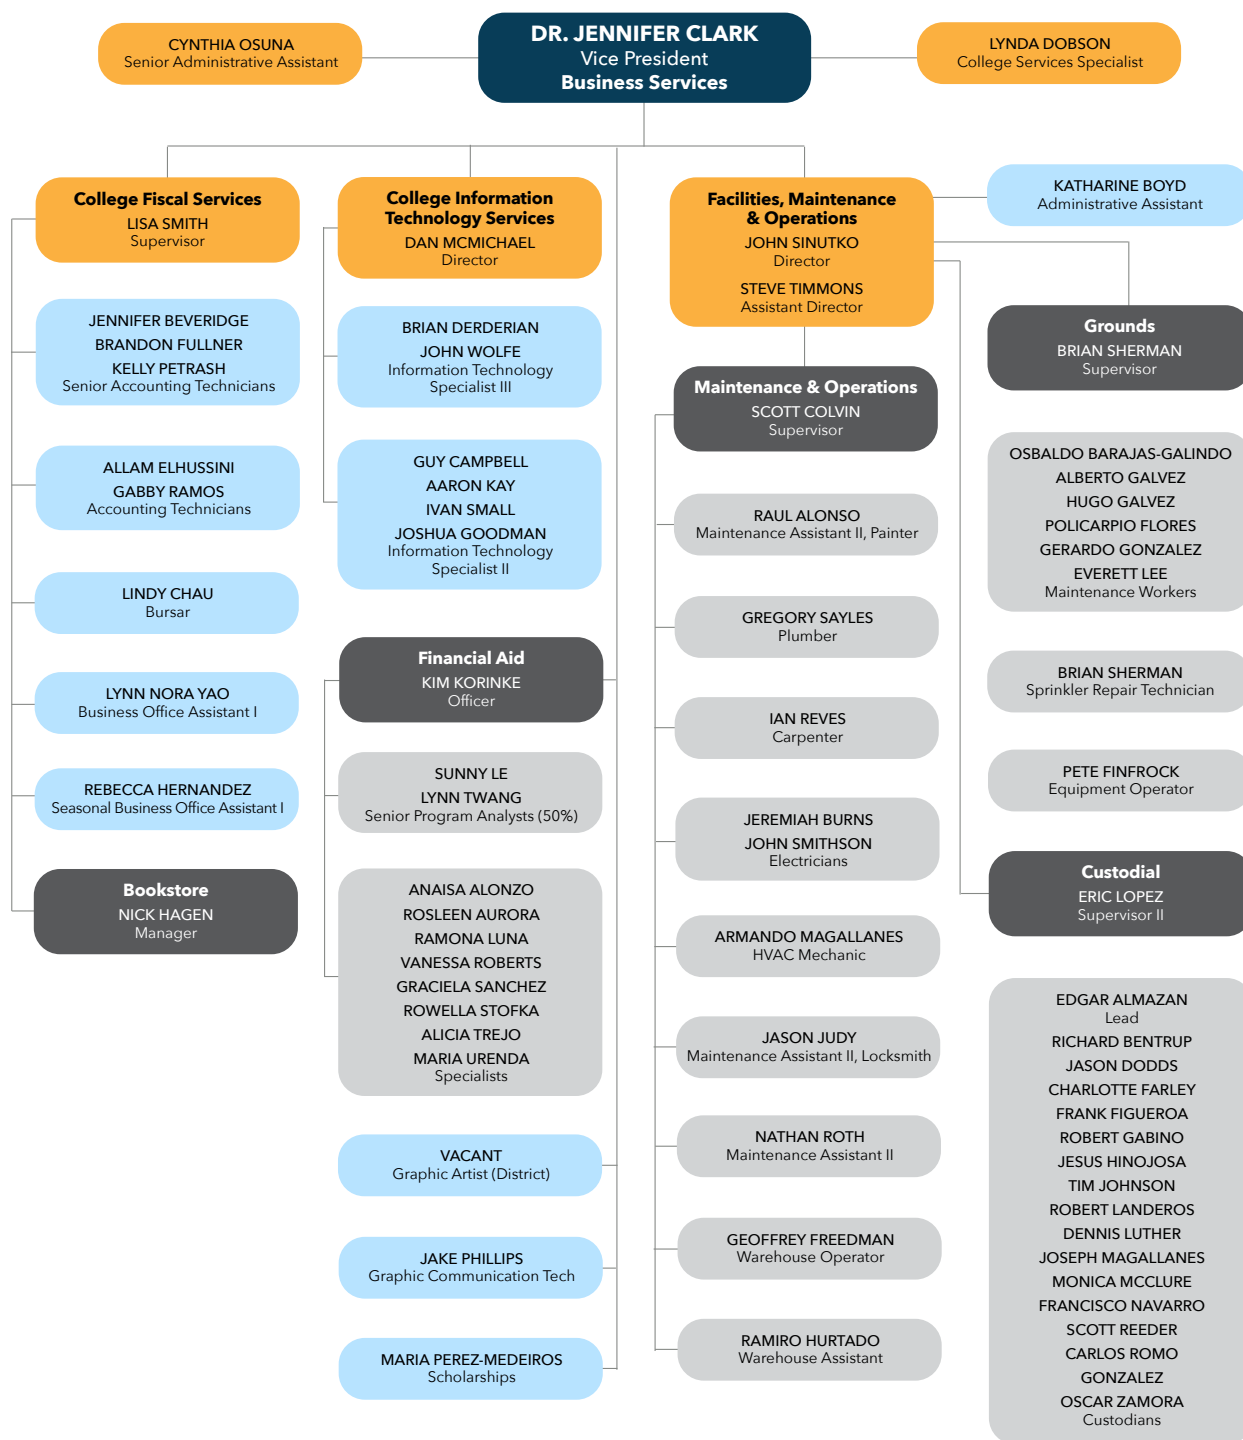 CYNTHIA OSUNA
Senior Administrative Assistant
DR. JENNIFER CLARK
Vice President
Business Services
LYNDA DOBSON
College Services Specialist
College Fiscal Services
LISA SMITH
Supervisor
JENNIFER BEVERIDGE
BRANDON FULLNER
KELLY PETRASH
Senior Accounting Technicians
ALLAM ELHUSSINI
GABBY RAMOS
Accounting Technicians
LINDY CHAU
Bursar
LYNN NORA YAO
Business Office Assistant I
REBECCA HERNANDEZ
Seasonal Business Office Assistant I
Bookstore
NICK HAGEN
Manager
College Information
Technology Services
DAN MCMICHAEL
Director
BRIAN DERDERIAN
JOHN WOLFE
Information Technology
Specialist III
GUY CAMPBELL
AARON KAY
IVAN SMALL
JOSHUA GOODMAN
Information Technology
Specialist II
Financial Aid
KIM KORINKE
Officer
SUNNY LE
LYNN TWANG
Senior Program Analysts (50%)
ANAISA ALONZO
ROSLEEN AURORA
RAMONA LUNA
VANESSA ROBERTS
GRACIELA SANCHEZ
ROWELLA STOFKA
ALICIA TREJO
MARIA URENDA
Specialists
VACANT
Graphic Artist (District)
JAKE PHILLIPS
Graphic Communication Tech
MARIA PEREZ-MEDEIROS
Scholarships
Facilities, Maintenance
& Operations
JOHN SINUTKO
Director
STEVE TIMMONS
Assistant Director
Maintenance & Operations
SCOTT COLVIN
Supervisor
RAUL ALONSO
Maintenance Assistant II, Painter
GREGORY SAYLES
Plumber
IAN REVES
Carpenter
JEREMIAH BURNS
JOHN SMITHSON
Electricians
ARMANDO MAGALLANES
HVAC Mechanic
JASON JUDY
Maintenance Assistant II, Locksmith
NATHAN ROTH
Maintenance Assistant II
GEOFFREY FREEDMAN
Warehouse Operator
RAMIRO HURTADO
Warehouse Assistant
KATHARINE BOYD
Administrative Assistant
Grounds
BRIAN SHERMAN
Supervisor
OSBALDO BARAJAS-GALINDO
ALBERTO GALVEZ
HUGO GALVEZ
POLICARPIO FLORES
GERARDO GONZALEZ
EVERETT LEE
Maintenance Workers
BRIAN SHERMAN
Sprinkler Repair Technician
PETE FINFROCK
Equipment Operator
Custodial
ERIC LOPEZ
Supervisor II
EDGAR ALMAZAN
Lead
RICHARD BENTRUP
JASON DODDS
CHARLOTTE FARLEY
FRANK FIGUEROA
ROBERT GABINO
JESUS HINOJOSA
TIM JOHNSON
ROBERT LANDEROS
DENNIS LUTHER
JOSEPH MAGALLANES
MONICA MCCLURE
FRANCISCO NAVARRO
SCOTT REEDER
CARLOS ROMO
GONZALEZ
OSCAR ZAMORA
Custodians